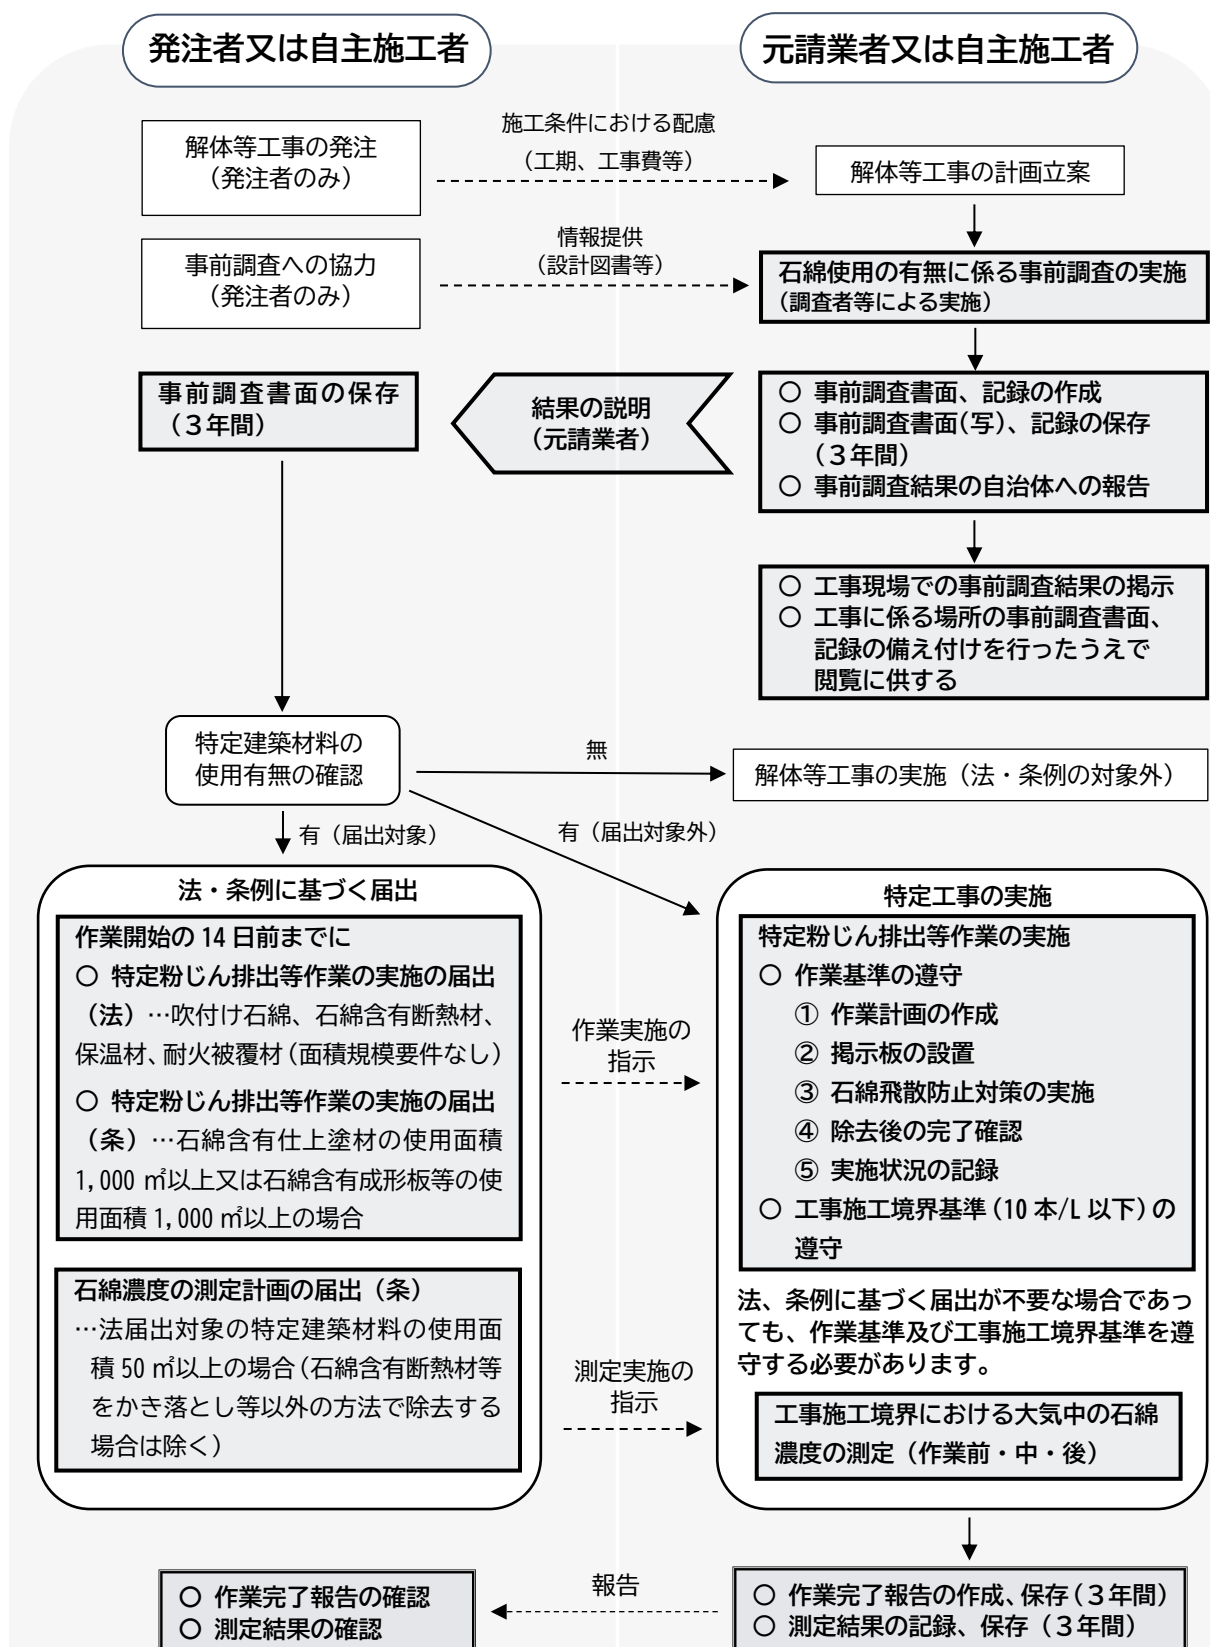 発注者又は自主施工者
元請業者又は自主施工者
解体等工事の発注
（発注者のみ）
施工条件における配慮
（工期、工事費等）
解体等工事の計画立案
事前調査への協力
（発注者のみ）
情報提供
（設計図書等）
石綿使用の有無に係る事前調査の実施
（調査者等による実施）
事前調査書面の保存
（３年間）
結果の説明
（元請業者）
〇 事前調査書面、記録の作成
〇 事前調査書面（写）、記録の保存
（３年間）
〇 事前調査結果の自治体への報告
〇 工事現場での事前調査結果の掲示
〇 工事に係る場所の事前調査書面、
記録の備え付けを行ったうえで
閲覧に供する
特定建築材料の
使用有無の確認
無
解体等工事の実施（法・条例の対象外）
有（届出対象）
有（届出対象外）
法・条例に基づく届出
作業開始の 14 日前までに
〇 特定粉じん排出等作業の実施の届出
（法）…吹付け石綿、石綿含有断熱材、
保温材、耐火被覆材（面積規模要件なし）
〇 特定粉じん排出等作業の実施の届出
（条）…石綿含有仕上塗材の使用面積
1,000 ㎡以上又は石綿含有成形板等の使
用面積 1,000 ㎡以上の場合
石綿濃度の測定計画の届出（条）
…法届出対象の特定建築材料の使用面
積 50 ㎡以上の場合（石綿含有断熱材等
をかき落とし等以外の方法で除去する
場合は除く）
作業実施の
指示
測定実施の
指示
特定工事の実施
特定粉じん排出等作業の実施
〇 作業基準の遵守
① 作業計画の作成
② 掲示板の設置
③ 石綿飛散防止対策の実施
④ 除去後の完了確認
⑤ 実施状況の記録
〇 工事施工境界基準（10 本/L 以下）の
遵守
法、条例に基づく届出が不要な場合であっ
ても、作業基準及び工事施工境界基準を遵
守する必要があります。
工事施工境界における大気中の石綿
濃度の測定（作業前・中・後）
〇 作業完了報告の確認
〇 測定結果の確認
報告
〇 作業完了報告の作成、保存（３年間）
〇 測定結果の記録、保存（３年間）